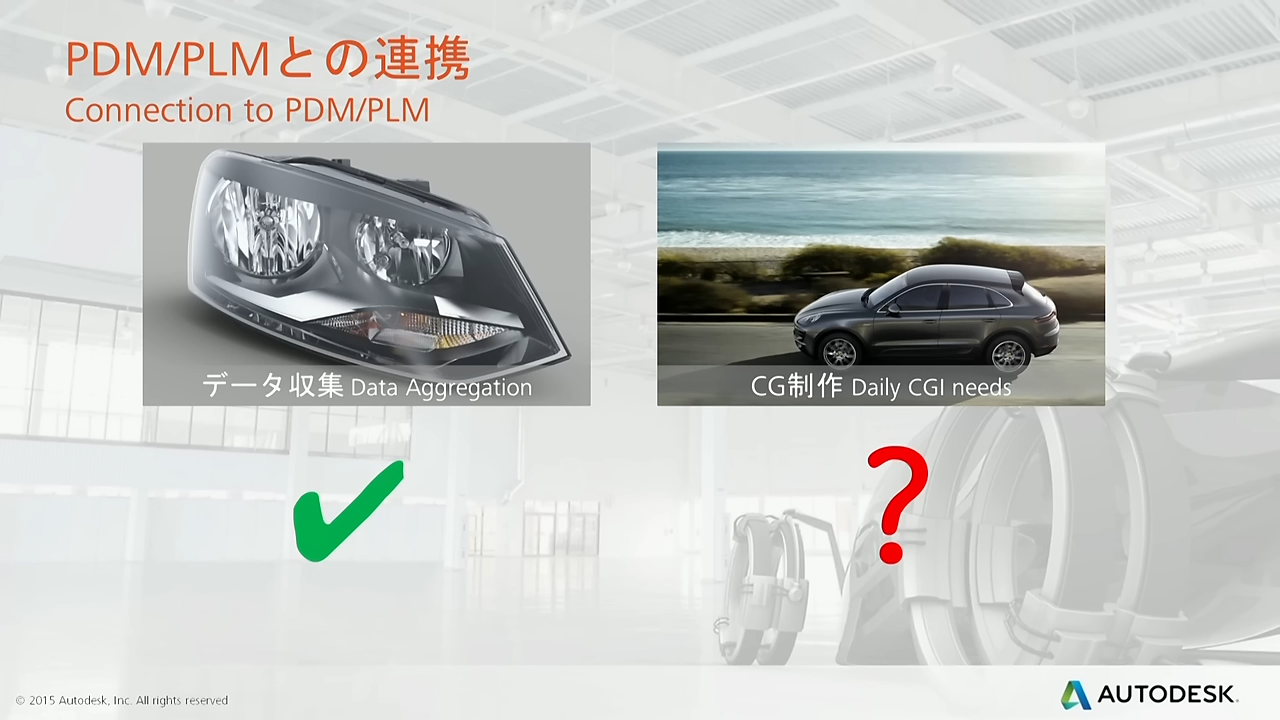 PDM/PLMとの連携
Connection to PDM/PLM
データ収集 Data Aggregation
CG制作 Daily CGI needs
?
© 2015 Autodesk, Inc. All rights reserved
AUTODESK.